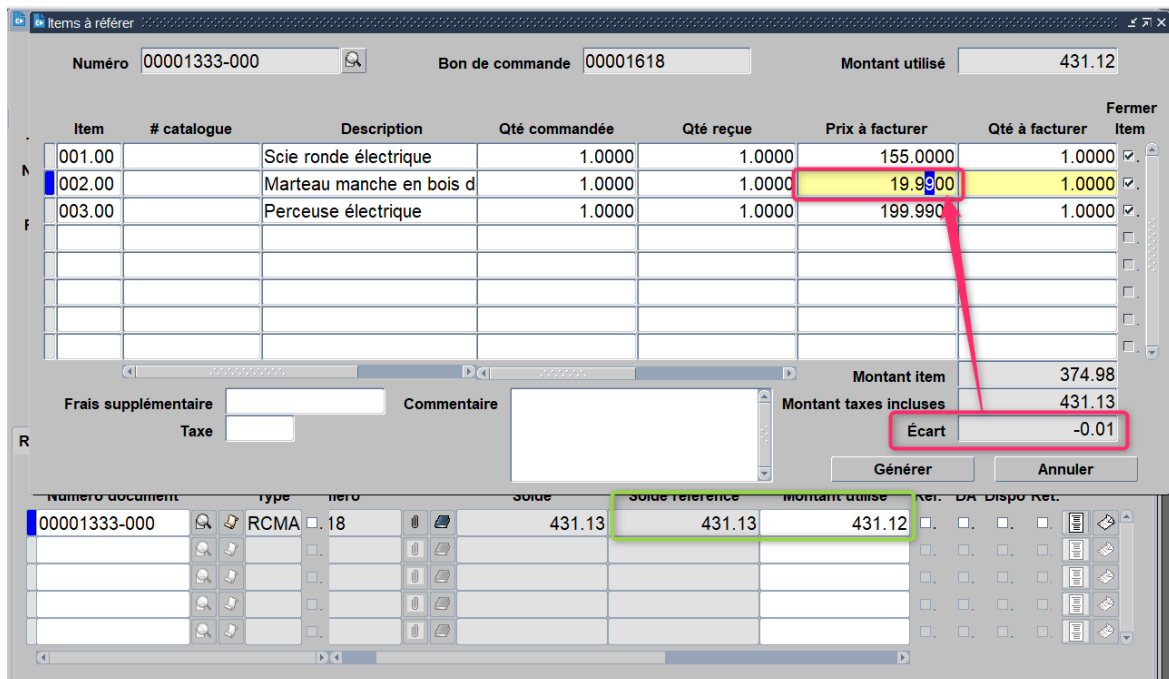 Items à référer
Numéro 00001333-000 Bon de commande 00001618 Montant utilisé 431.12
Fermer
Item # catalogue Description Qté commandée Qté reçue Prix à facturer Qté à facturer Item
001.00 Scie ronde électrique 1.0000 1.0000 155.0000 1.0000
002.00 Marteau manche en bois d 1.0000 1.0000 19.9900 1.0000
003.00 Perceuse électrique 1.0000 1.0000 199.990 1.0000
Montant item 374.98
Frais supplémentaire Commentaire Montant taxes incluses 431.13
Taxe Écart -0.01
R
Générer Annuler
Numéro document Type méro Solde Solde référence Montant utilisé Réf. DA Dispo Ret.
00001333-000 RCMA 18 431.13 431.13 431.12